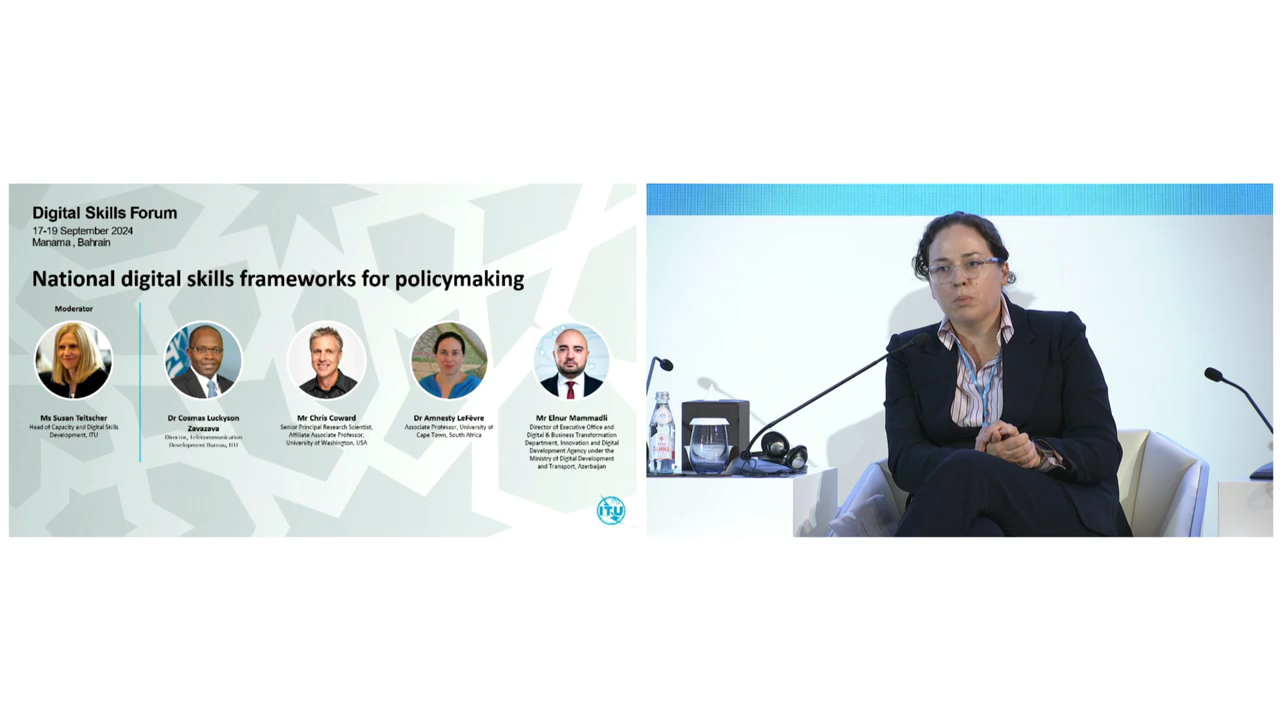 Digital Skills Forum
17-19 September 2024
Manama , Bahrain
National digital skills frameworks for policymaking
Moderator
Ms Susan Teltscher
Head of Capacity and Digital Skills
Development, ITU
Dr Cosmas Luckyson
Zavazava
Director, Telecommunication
Development Bureau, ITU
Mr Chris Coward
Senior Principal Research Scientist,
Affiliate Associate Professor,
University of Washington, USA
Dr Amnesty LeFèvre
Associate Professor, University of
Cape Town, South Africa
Mr Elnur Mammadli
Director of Executive Office and
Digital & Business Transformation
Department, Innovation and Digital
Development Agency under the
Ministry of Digital Development
and Transport, Azerbaijan
ITU